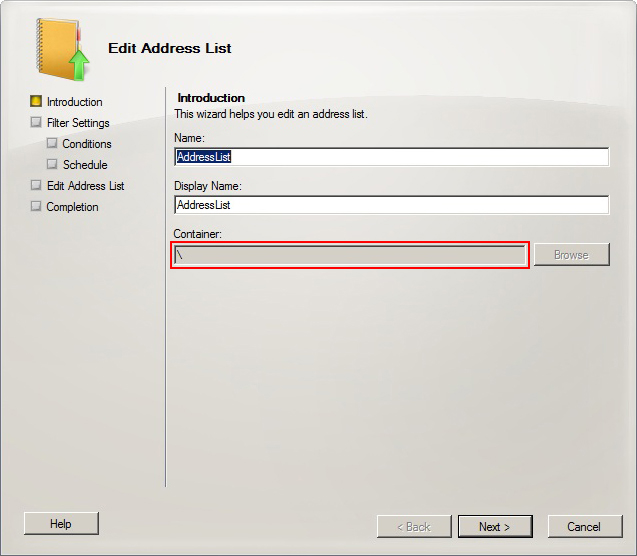 Edit Address List
Introduction
Filter Settings
Conditions
Schedule
Edit Address List
Completion
Introduction
This wizard helps you edit an address list.
Name:
AddressList
Display Name:
AddressList
Container:
\
Browse
Help
< Back
Next >
Cancel